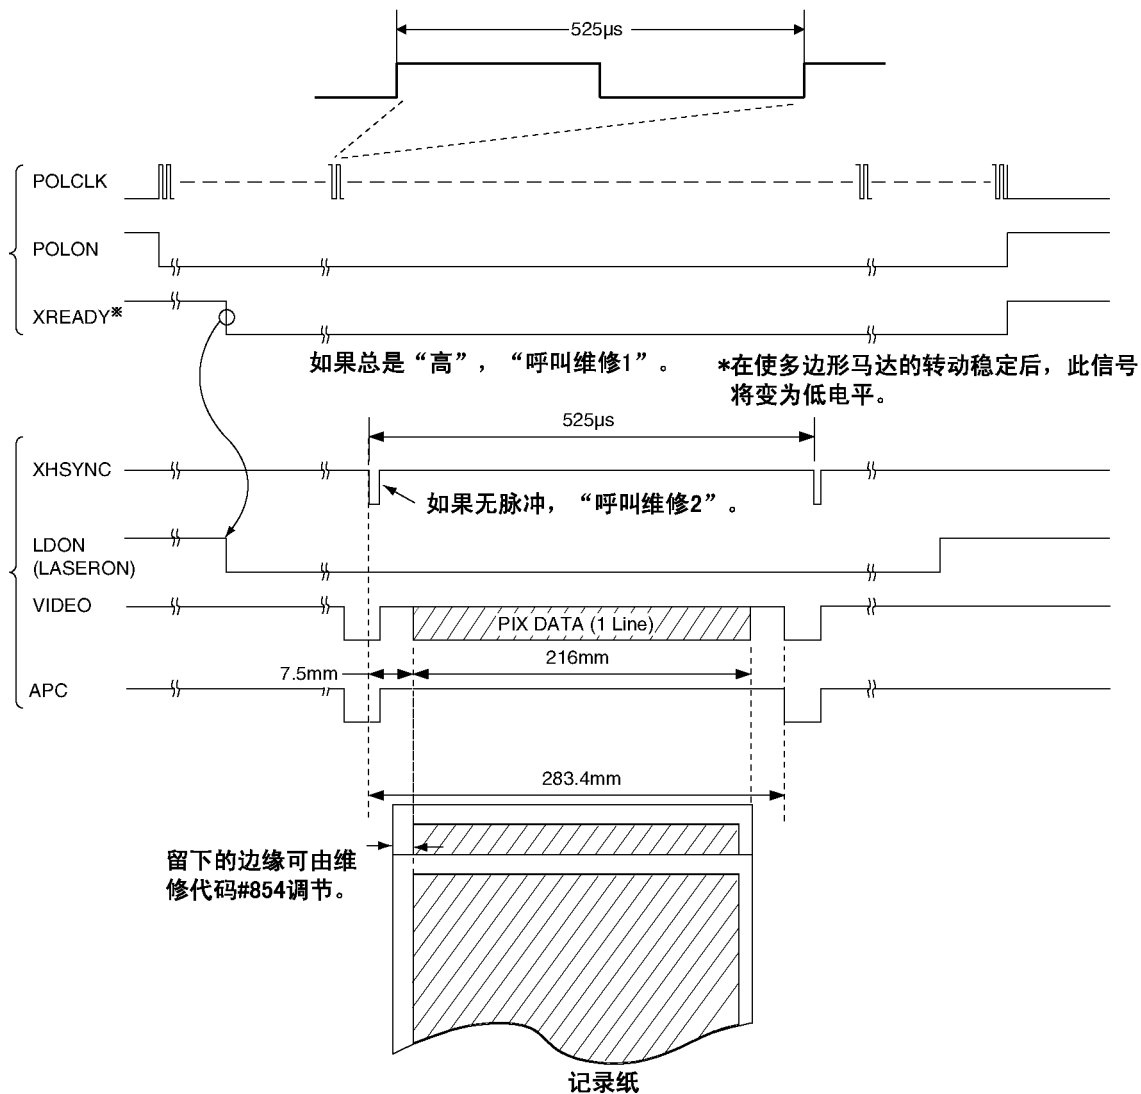 525μs
POLCLK
POLON
XREADY※
如果总是“高”，“呼叫维修1”。
*在使多边形马达的转动稳定后，此信号
将变为低电平。
525μs
XHSYNC
如果无脉冲，“呼叫维修2”。
LDON
(LASERON)
VIDEO
PIX DATA (1 Line)
7.5mm
216mm
APC
283.4mm
留下的边缘可由维
修代码#854调节。
记录纸